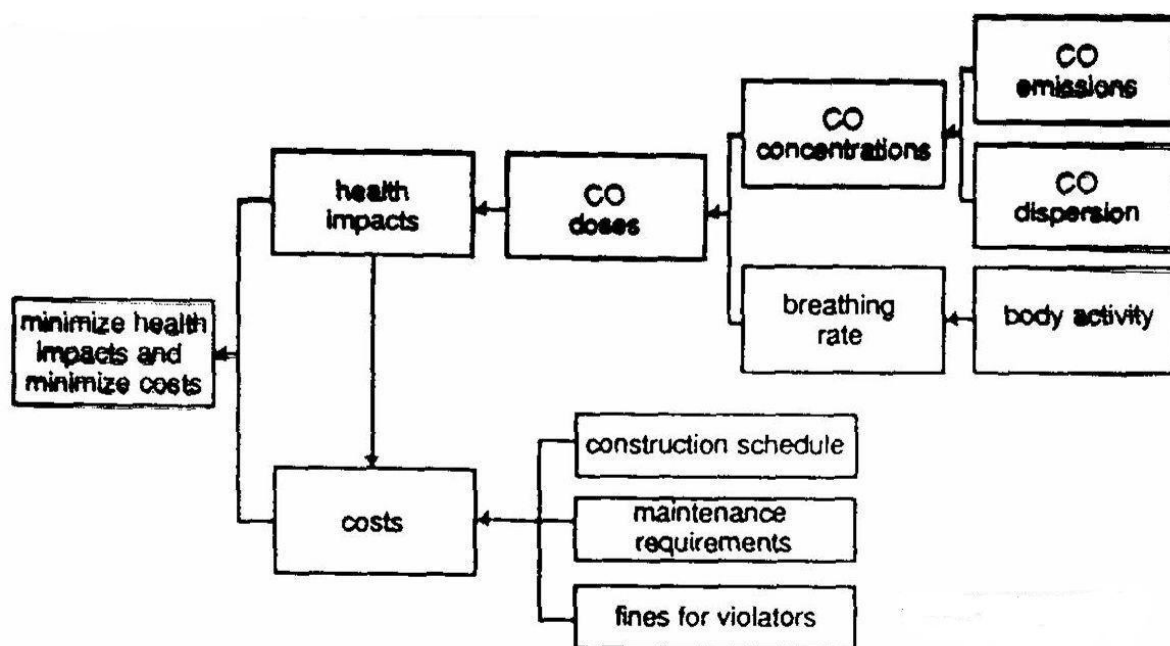 CO
emissions
CO
concentrations
CO
dispersion
health
impacts
CO
doses
breathing
rate
body activity
minimize health
impacts and
minimize costs
construction schedule
costs
maintenance
requirements
fines for violators